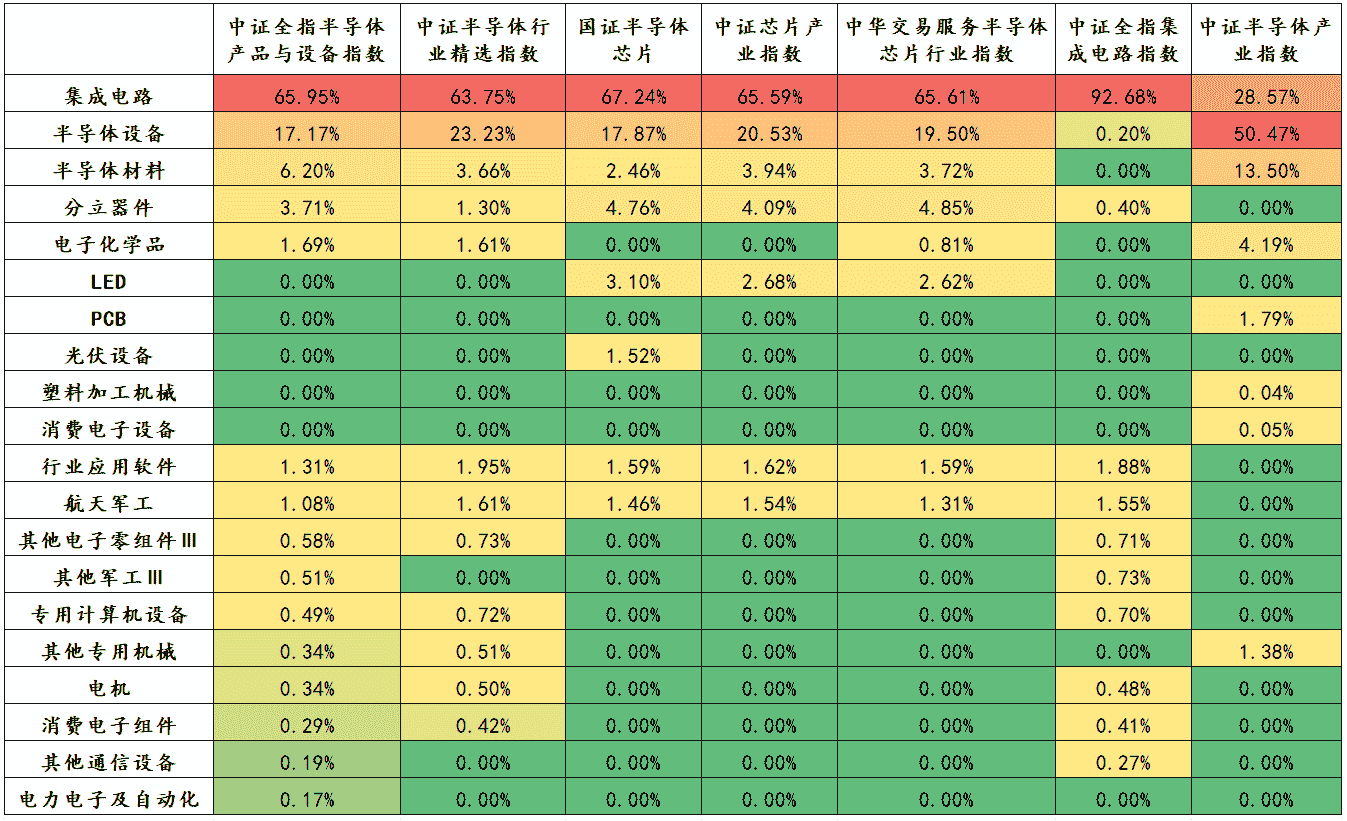 中证全指半导体产品与设备指数 中证半导体行业精选指数 国证半导体芯片 中证芯片产业指数 中华交易服务半导体芯片行业指数 中证全指集成电路指数 中证半导体产业指数
集成电路 65.95% 63.75% 67.24% 65.59% 65.61% 92.68% 28.57%
半导体设备 17.17% 23.23% 17.87% 20.53% 19.50% 0.20% 50.47%
半导体材料 6.20% 3.66% 2.46% 3.94% 3.72% 0.00% 13.50%
分立器件 3.71% 1.30% 4.76% 4.09% 4.85% 0.40% 0.00%
电子化学品 1.69% 1.61% 0.00% 0.00% 0.81% 0.00% 4.19%
LED 0.00% 0.00% 3.10% 2.68% 2.62% 0.00% 0.00%
PCB 0.00% 0.00% 0.00% 0.00% 0.00% 0.00% 1.79%
光伏设备 0.00% 0.00% 1.52% 0.00% 0.00% 0.00% 0.00%
塑料加工机械 0.00% 0.00% 0.00% 0.00% 0.00% 0.00% 0.04%
消费电子设备 0.00% 0.00% 0.00% 0.00% 0.00% 0.00% 0.05%
行业应用软件 1.31% 1.95% 1.59% 1.62% 1.59% 1.88% 0.00%
航天军工 1.08% 1.61% 1.46% 1.54% 1.31% 1.55% 0.00%
其他电子零组件Ⅲ 0.58% 0.73% 0.00% 0.00% 0.00% 0.71% 0.00%
其他军工Ⅲ 0.51% 0.00% 0.00% 0.00% 0.00% 0.73% 0.00%
专用计算机设备 0.49% 0.72% 0.00% 0.00% 0.00% 0.70% 0.00%
其他专用机械 0.34% 0.51% 0.00% 0.00% 0.00% 0.00% 1.38%
电机 0.34% 0.50% 0.00% 0.00% 0.00% 0.48% 0.00%
消费电子组件 0.29% 0.42% 0.00% 0.00% 0.00% 0.41% 0.00%
其他通信设备 0.19% 0.00% 0.00% 0.00% 0.00% 0.27% 0.00%
电力电子及自动化 0.17% 0.00% 0.00% 0.00% 0.00% 0.00% 0.00%